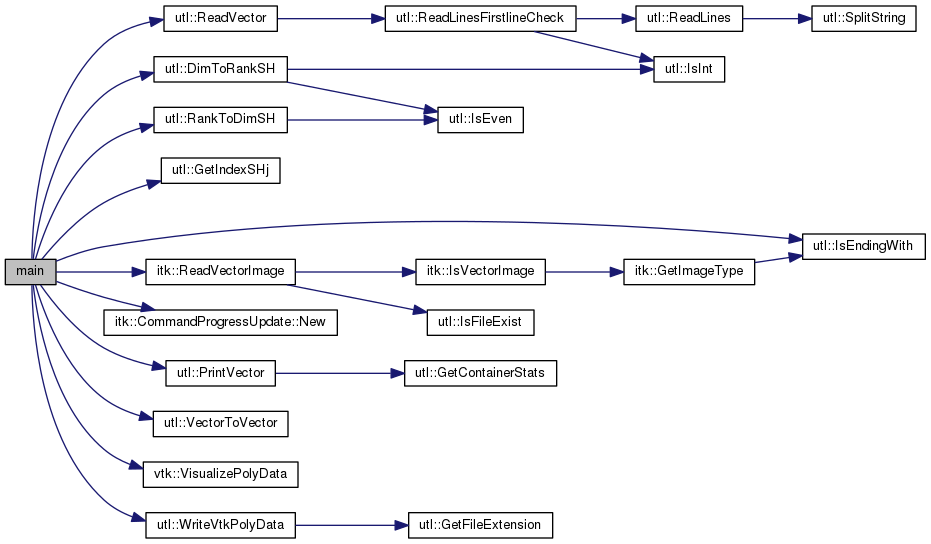 utl::ReadVector
utl::ReadLinesFirstlineCheck
utl::ReadLines
utl::SplitString
utl::DimToRankSH
utl::IsInt
utl::RankToDimSH
utl::IsEven
utl::GetIndexSHj
utl::IsEndingWith
main
itk::ReadVectorImage
itk::IsVectorImage
itk::GetImageType
itk::CommandProgressUpdate::New
utl::IsFileExist
utl::PrintVector
utl::GetContainerStats
utl::VectorToVector
vtk::VisualizePolyData
utl::WriteVtkPolyData
utl::GetFileExtension